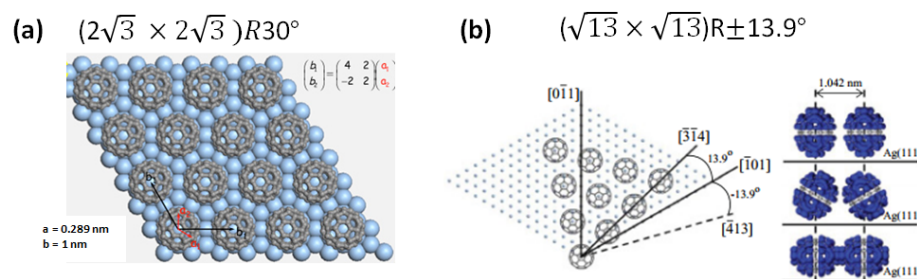 (a) (2√3 × 2√3 )R30°
(b₁ b₂) = (4 2 -2 2)(a₁ a₂)
b₂
a₂
a₁
b₁
a = 0.289 nm
b = 1 nm
(b) (√13 × √13)R±13.9°
[01̄1]
[3̄1̄4]
13.9°
[1̄01]
-13.9°
[4̄13]
1.042 nm
Ag(111
Ag(111
Ag(111